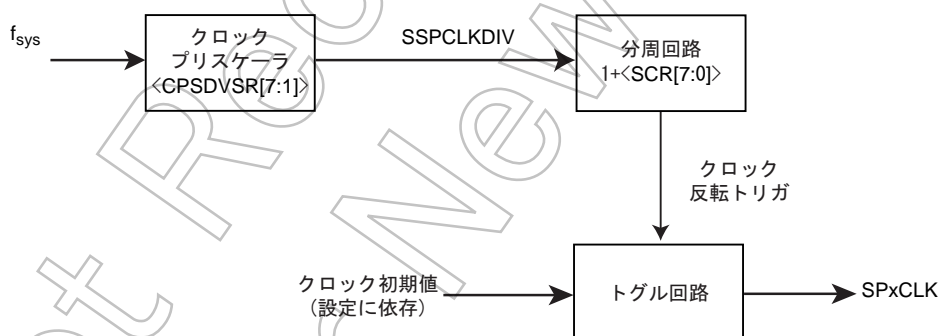 fsys
クロック
プリスケーラ
<CPSDVSR[7:1]>
SSPCLKDIV
分周回路
1+<SCR[7:0]>
クロック
反転トリガ
クロック初期値
（設定に依存）
トグル回路
SPxCLK